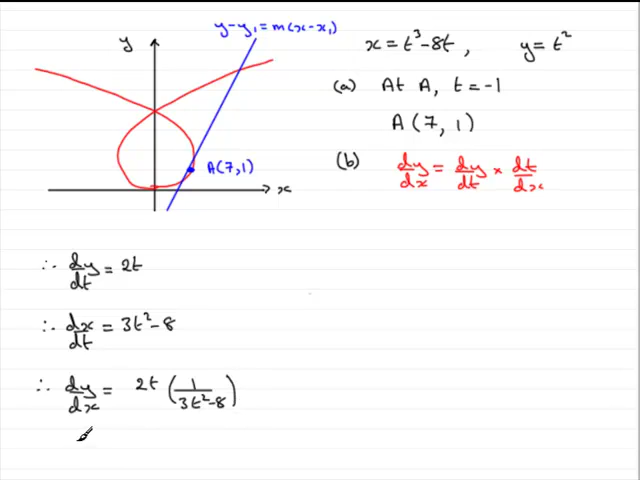 y-y₁=m(x-x₁)
y
x = t³-8t , y = t²
(a) At A, t = -1
A (7, 1)
A(7,1)
x
(b) dy/dx = dy/dt × dt/dx
∴ dy/dt = 2t
∴ dx/dt = 3t²-8
∴ dy/dx = 2t (1/3t²-8)